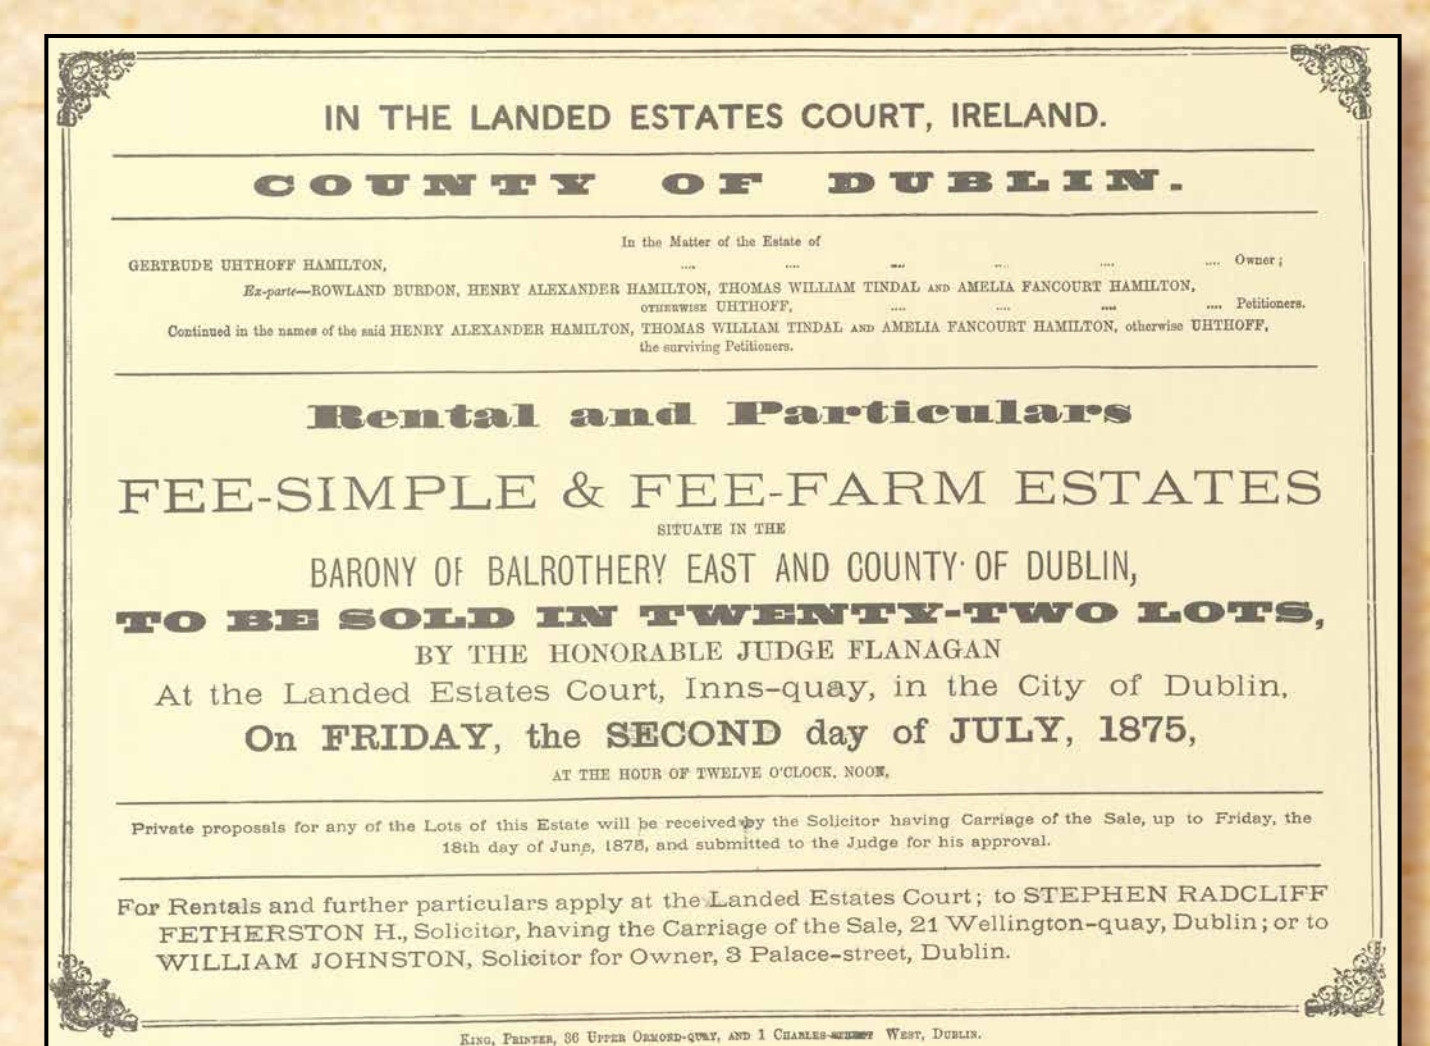 IN THE LANDED ESTATES COURT, IRELAND.
COUNTY OF DUBLIN.
In the Matter of the Estate of
GERTRUDE UHTHOFF HAMILTON, .... .... .... .... .... .... Owner;
Ex-parte—ROWLAND BURDON, HENRY ALEXANDER HAMILTON, THOMAS WILLIAM TINDAL AND AMELIA FANCOURT HAMILTON,
OTHERWISE UHTHOFF, .... .... .... .... Petitioners.
Continued in the names of the said HENRY ALEXANDER HAMILTON, THOMAS WILLIAM TINDAL AND AMELIA FANCOURT HAMILTON, otherwise UHTHOFF,
the surviving Petitioners.
Rental and Particulars
FEE-SIMPLE & FEE-FARM ESTATES
SITUATE IN THE
BARONY OF BALROTHERY EAST AND COUNTY OF DUBLIN,
TO BE SOLD IN TWENTY-TWO LOTS,
BY THE HONORABLE JUDGE FLANAGAN
At the Landed Estates Court, Inns-quay, in the City of Dublin,
On FRIDAY, the SECOND day of JULY, 1875,
AT THE HOUR OF TWELVE O'CLOCK, NOON,
Private proposals for any of the Lots of this Estate will be received by the Solicitor having Carriage of the Sale, up to Friday, the
18th day of June, 1875, and submitted to the Judge for his approval.
For Rentals and further particulars apply at the Landed Estates Court; to STEPHEN RADCLIFF
FETHERSTON H., Solicitor, having the Carriage of the Sale, 21 Wellington-quay, Dublin; or to
WILLIAM JOHNSTON, Solicitor for Owner, 3 Palace-street, Dublin.
KING, PRINTER, 36 UPPER ORMOND-QUAY, AND 1 CHARLES-STREET WEST, DUBLIN.